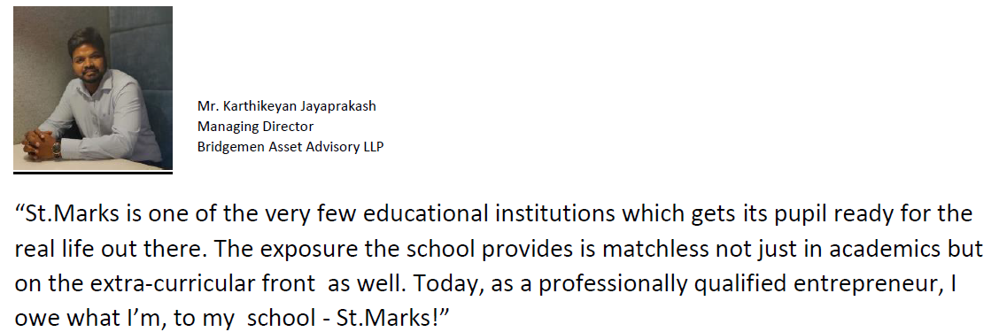 Mr. Karthikeyan Jayaprakash
Managing Director
Bridgemen Asset Advisory LLP
“St.Marks is one of the very few educational institutions which gets its pupil ready for the
real life out there. The exposure the school provides is matchless not just in academics but
on the extra-curricular front  as well. Today, as a professionally qualified entrepreneur, I
owe what I’m, to my  school - St.Marks!”